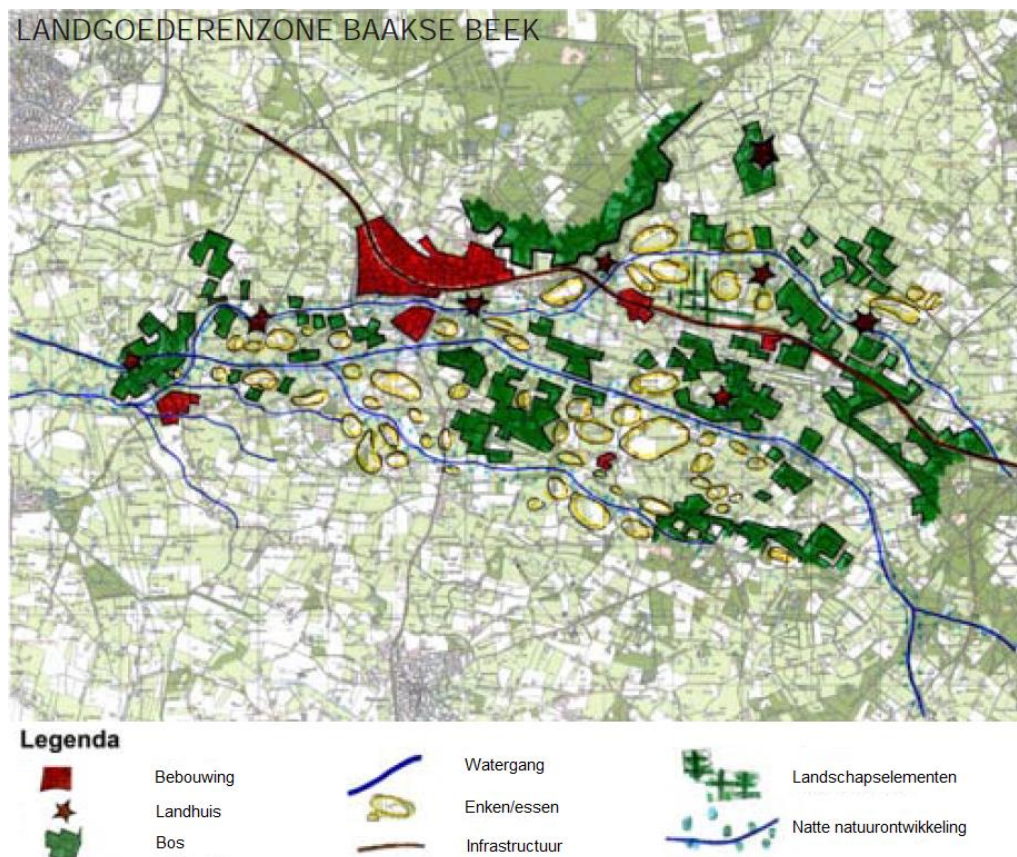 LANDGOEDERENZONE BAAKSE BEEK
Legenda
Bebouwing
Landhuis
Bos
Watergang
Enken/essen
Infrastructuur
Landschapselementen
Natte natuurontwikkeling